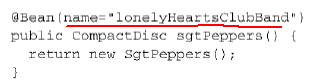 @Bean(name="lonelyHeartsClubBand")
public CompactDisc sgtPeppers() {
  return new SgtPeppers();
}